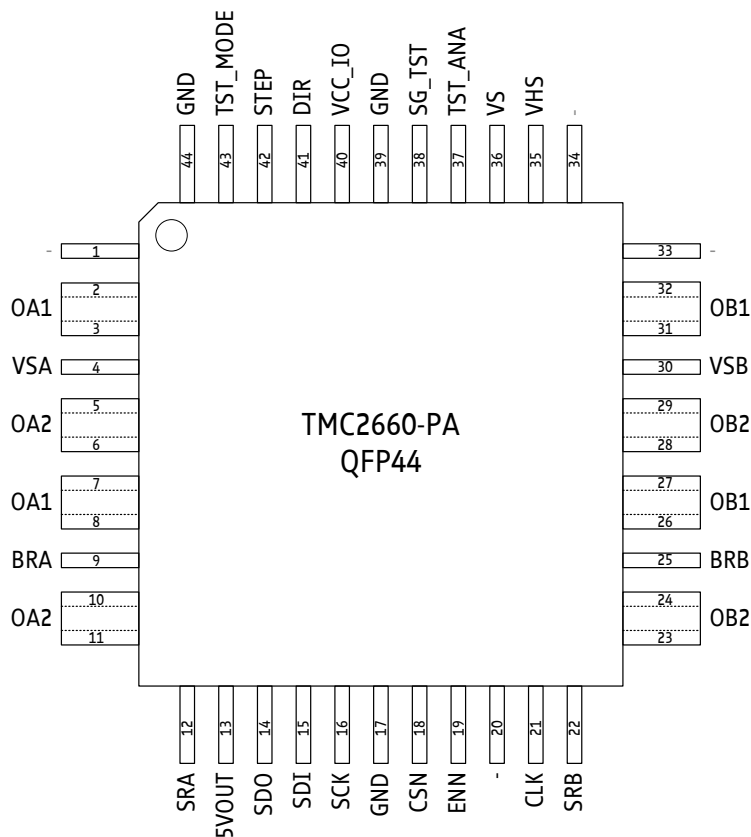 GND
TST_MODE
STEP
DIR
VCC_IO
GND
SG_TST
TST_ANA
VS
VHS
-
44
43
42
41
40
39
38
37
36
35
34
- 1
33 -
OA1
2
3
32
31
OB1
VSA 4
30 VSB
OA2
5
6
29
28
OB2
TMC2660-PA
QFP44
OA1
7
8
27
26
OB1
BRA 9
25 BRB
OA2
10
11
24
23
OB2
12
13
14
15
16
17
18
19
20
21
22
SRA
5VOUT
SDO
SDI
SCK
GND
CSN
ENN
-
CLK
SRB